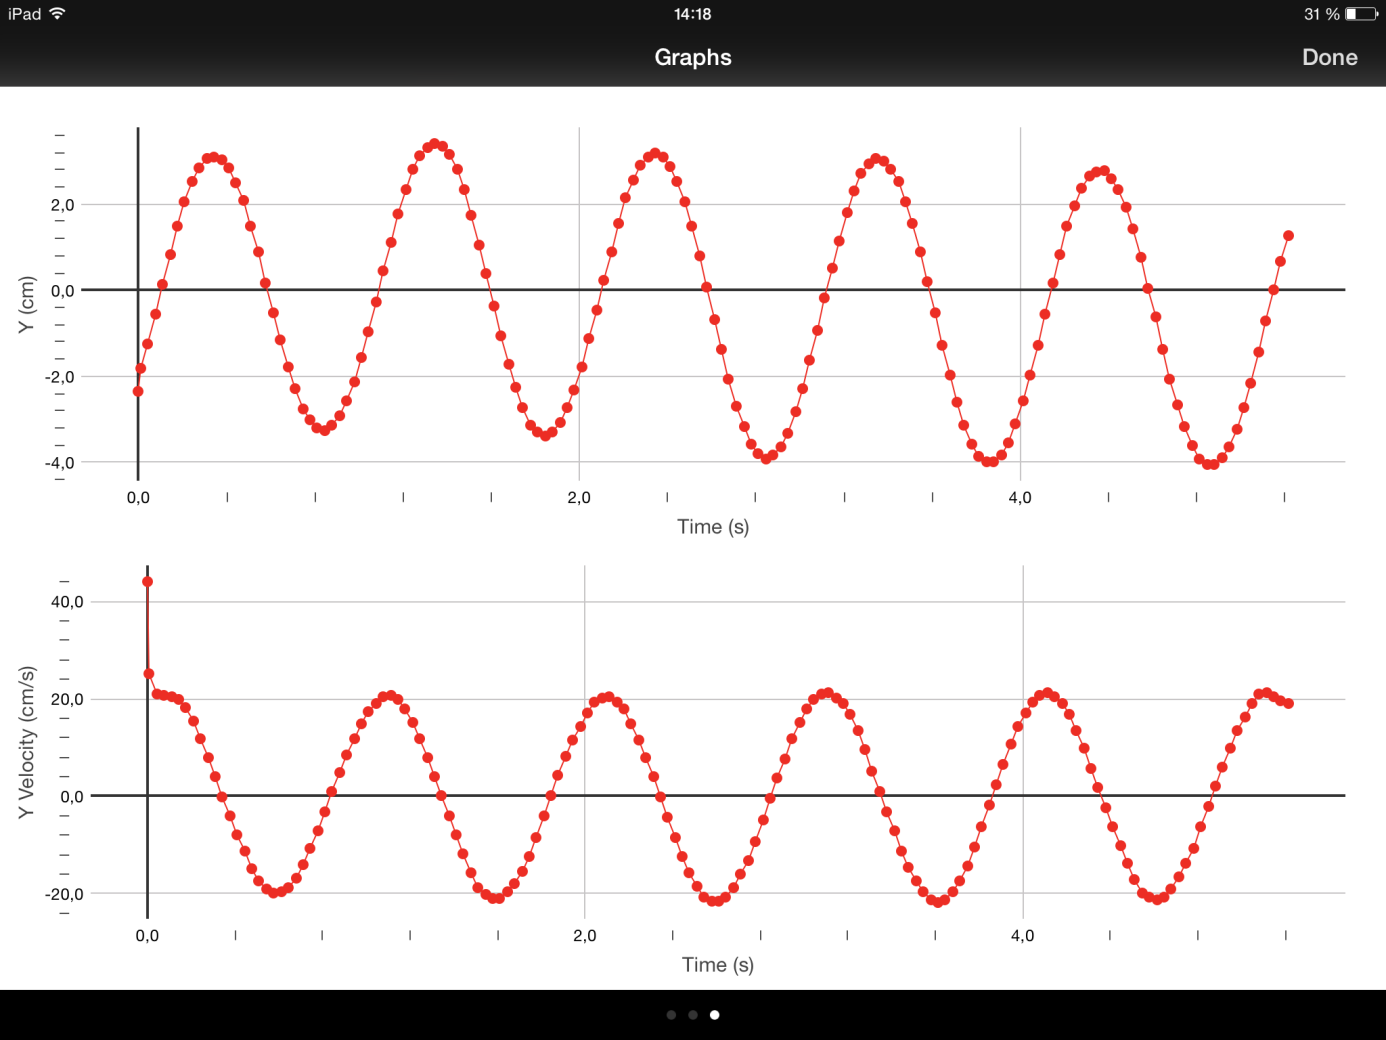 iPad 14:18 31 %
Graphs Done
2,0
0,0
-2,0
-4,0
Y (cm)
0,0 2,0 4,0
Time (s)
40,0
20,0
0,0
-20,0
Y Velocity (cm/s)
0,0 2,0 4,0
Time (s)